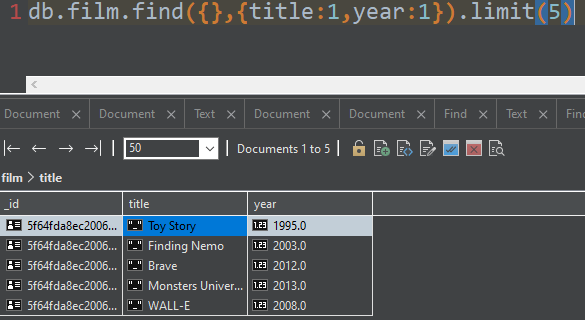 1 db.film.find({},{title:1,year:1}).limit(5)
Document Document Text Document Document Find Text Fin
50 Documents 1 to 5
film > title
_id title year
5f64fda8ec2006... Toy Story 1995.0
5f64fda8ec2006... Finding Nemo 2003.0
5f64fda8ec2006... Brave 2012.0
5f64fda8ec2006... Monsters Univer... 2013.0
5f64fda8ec2006... WALL-E 2008.0